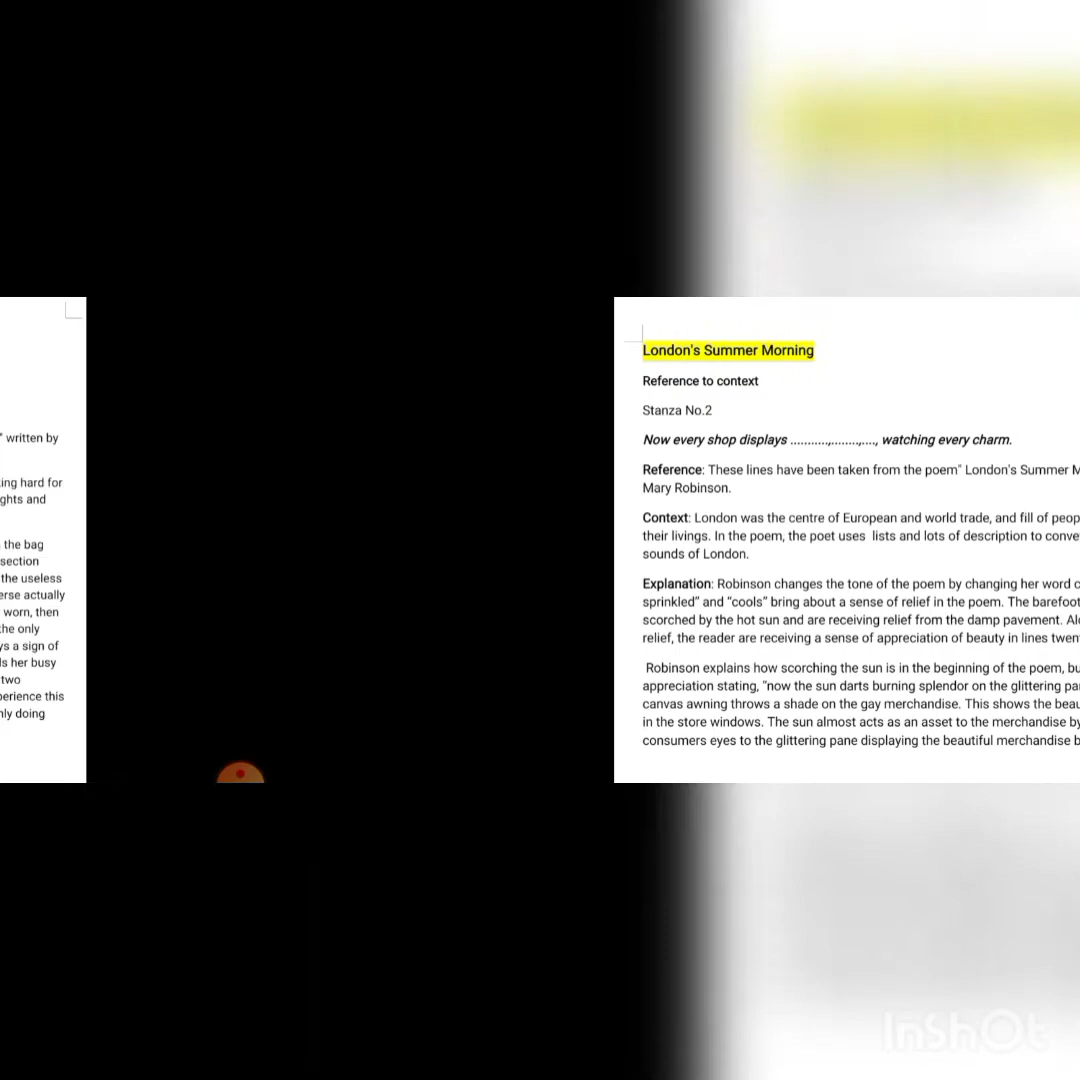 " written by
ing hard for
ghts and
the bag
section
the useless
erse actually
worn, then
the only
ys a sign of
ls her busy
two
perience this
nly doing
London's Summer Morning
Reference to context
Stanza No.2
Now every shop displays ...........,........,...., watching every charm.
Reference: These lines have been taken from the poem" London's Summer M
Mary Robinson.
Context: London was the centre of European and world trade, and fill of peop
their livings. In the poem, the poet uses lists and lots of description to conve
sounds of London.
Explanation: Robinson changes the tone of the poem by changing her word c
sprinkled" and "cools" bring about a sense of relief in the poem. The barefoot
scorched by the hot sun and are receiving relief from the damp pavement. Alo
relief, the reader are receiving a sense of appreciation of beauty in lines twen
Robinson explains how scorching the sun is in the beginning of the poem, bu
appreciation stating, "now the sun darts burning splendor on the glittering pa
canvas awning throws a shade on the gay merchandise. This shows the beau
in the store windows. The sun almost acts as an asset to the merchandise by
consumers eyes to the glittering pane displaying the beautiful merchandise b
InShOt